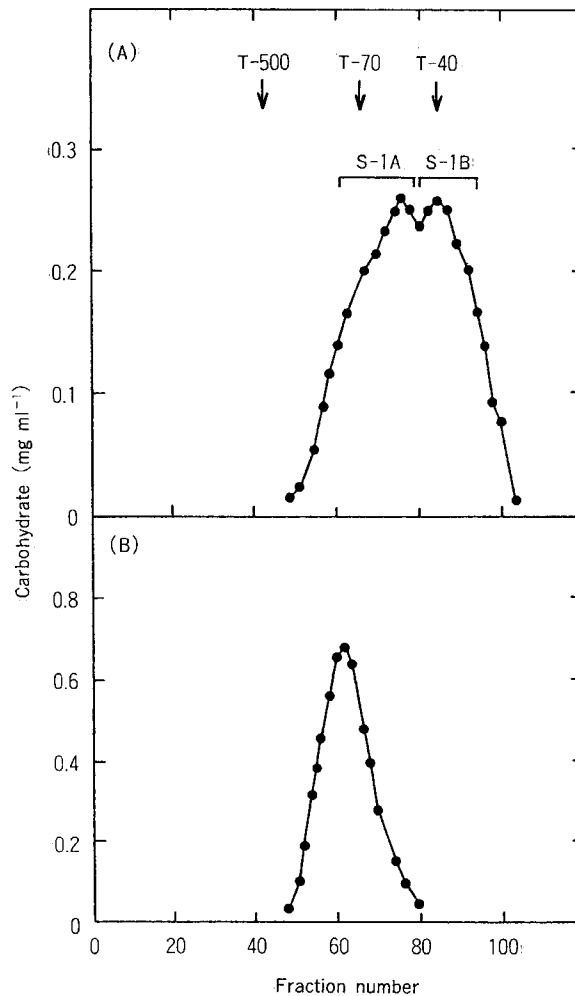 (A)
T-500 T-70 T-40
S-1A S-1B
0.3
0.2
0.1
0
(B)
0.8
0.6
0.4
0.2
0
0 20 40 60 80 100
Fraction number
Carbohydrate (mg ml⁻¹)